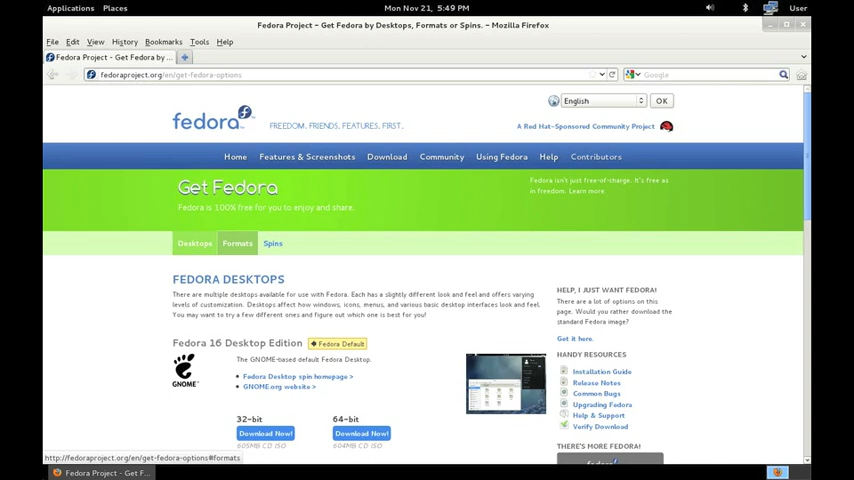 Applications Places Mon Nov 21, 5:49 PM User
Fedora Project - Get Fedora by Desktops, Formats or Spins. - Mozilla Firefox
File Edit View History Bookmarks Tools Help
Fedora Project - Get Fedora by ...
fedoraproject.org/en/get-fedora-options Google
English OK
fedora FREEDOM. FRIENDS. FEATURES. FIRST. A Red Hat-Sponsored Community Project
Home Features & Screenshots Download Community Using Fedora Help Contributors
Get Fedora
Fedora is 100% free for you to enjoy and share.
Fedora isn't just free-of-charge. It's free as
in freedom. Learn more.
Desktops Formats Spins
FEDORA DESKTOPS
There are multiple desktops available for use with Fedora. Each has a slightly different look and feel and offers varying
levels of customization. Desktops affect how windows, icons, menus, and various basic desktop interfaces look and feel.
You may want to try a few different ones and figure out which one is best for you!
Fedora 16 Desktop Edition Fedora Default
GNOME
The GNOME-based default Fedora Desktop.
Fedora Desktop spin homepage >
GNOME.org website >
32-bit 64-bit
Download Now! Download Now!
605MB CD ISO 604MB CD ISO
HELP, I JUST WANT FEDORA!
There are a lot of options on this
page. Would you rather download the
standard Fedora image?
Get it here.
HANDY RESOURCES
Installation Guide
Release Notes
Common Bugs
Upgrading Fedora
Help & Support
Verify Download
THERE'S MORE FEDORA!
fedora
http://fedoraproject.org/en/get-fedora-options#formats
Fedora Project - Get F...